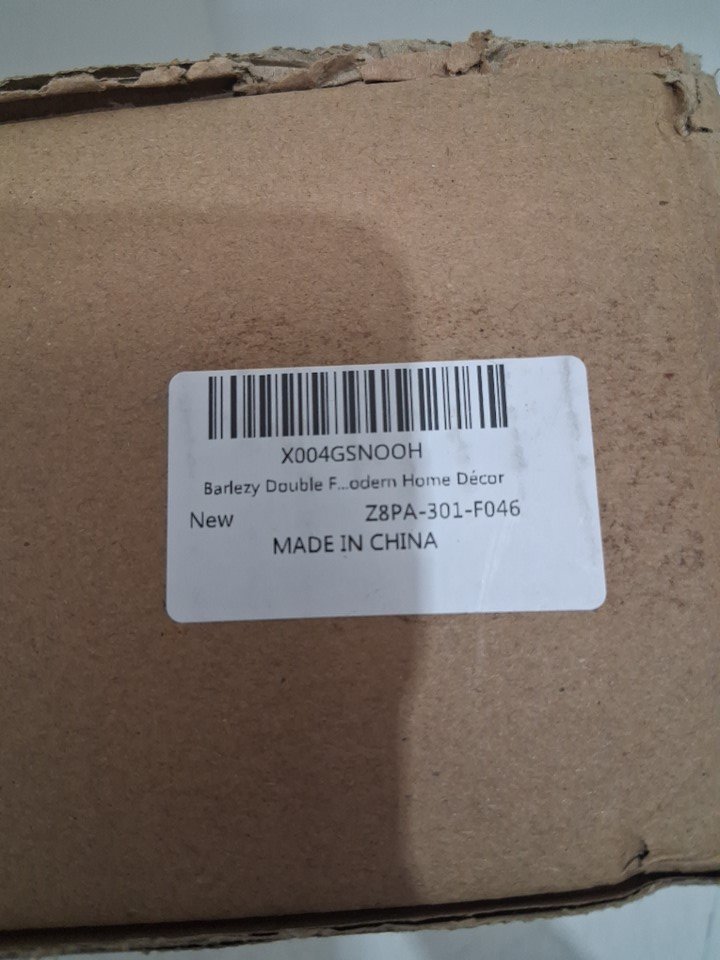 X004GSNOOH
Barlezy Double F...odern Home Décor
New Z8PA-301-F046
MADE IN CHINA